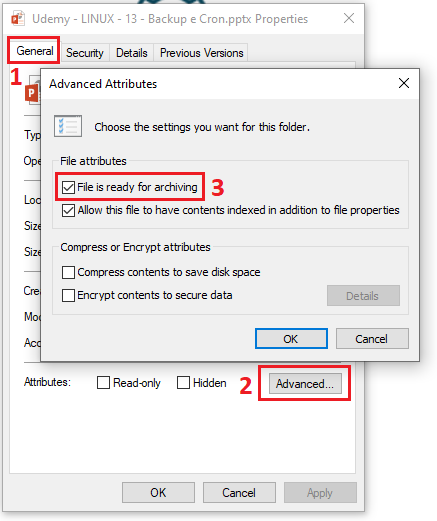 Udemy - LINUX - 13 - Backup e Cron.pptx Properties
General Security Details Previous Versions
1
Advanced Attributes
Choose the settings you want for this folder.
File attributes
File is ready for archiving
3
Allow this file to have contents indexed in addition to file properties
Compress or Encrypt attributes
Compress contents to save disk space
Encrypt contents to secure data
Details
OK Cancel
Typ
Ope
Loc
Size
Size
Crea
Mod
Acc
Attributes: Read-only Hidden
2
Advanced...
OK Cancel Apply